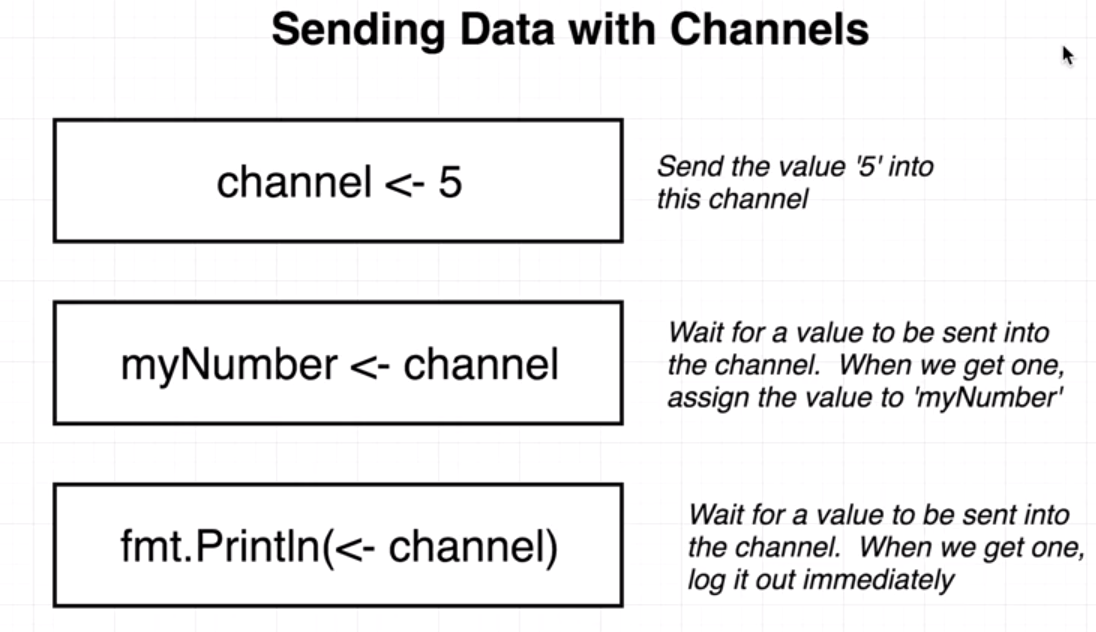 Sending Data with Channels
channel <- 5
Send the value '5' into
this channel
myNumber <- channel
Wait for a value to be sent into
the channel.  When we get one,
assign the value to 'myNumber'
fmt.Println(<- channel)
Wait for a value to be sent into
the channel.  When we get one,
log it out immediately